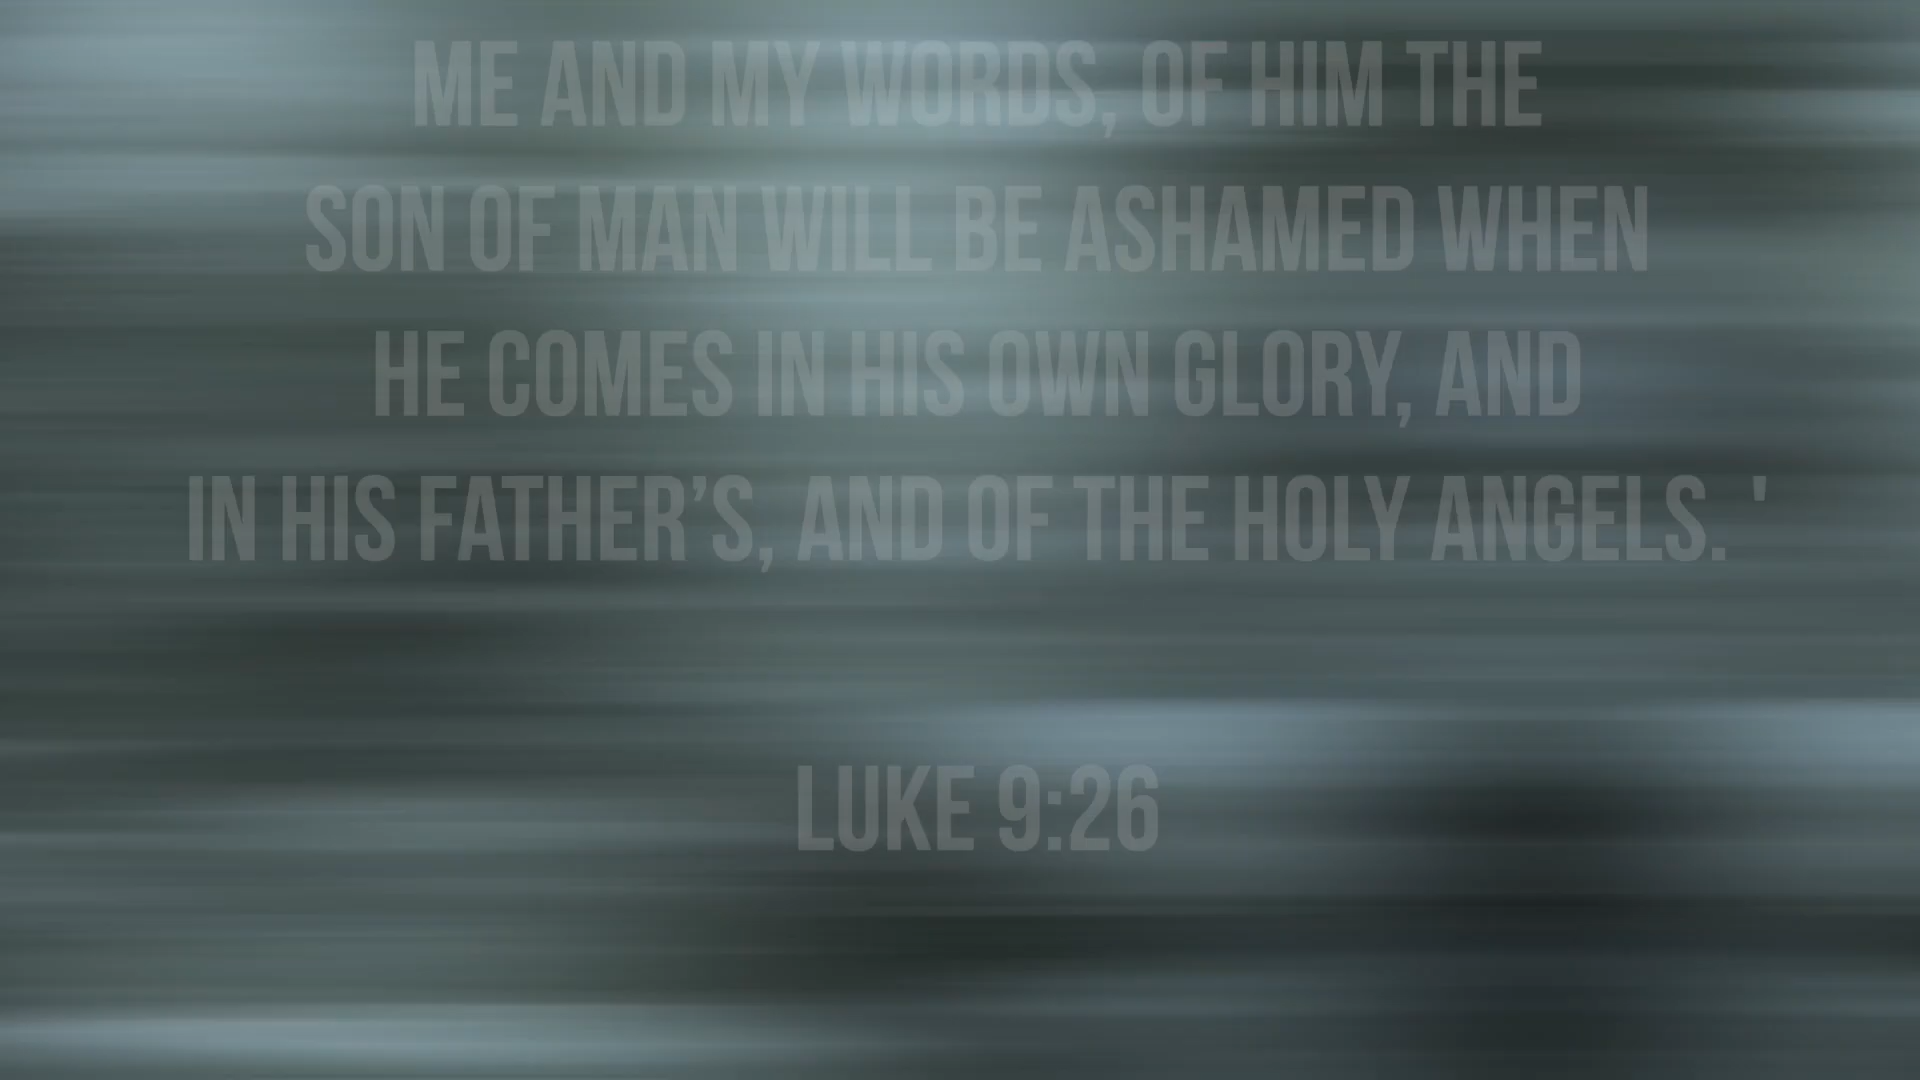 ME AND MY WORDS, OF HIM THE
SON OF MAN WILL BE ASHAMED WHEN
HE COMES IN HIS OWN GLORY, AND
IN HIS FATHER’S, AND OF THE HOLY ANGELS. '
LUKE 9:26